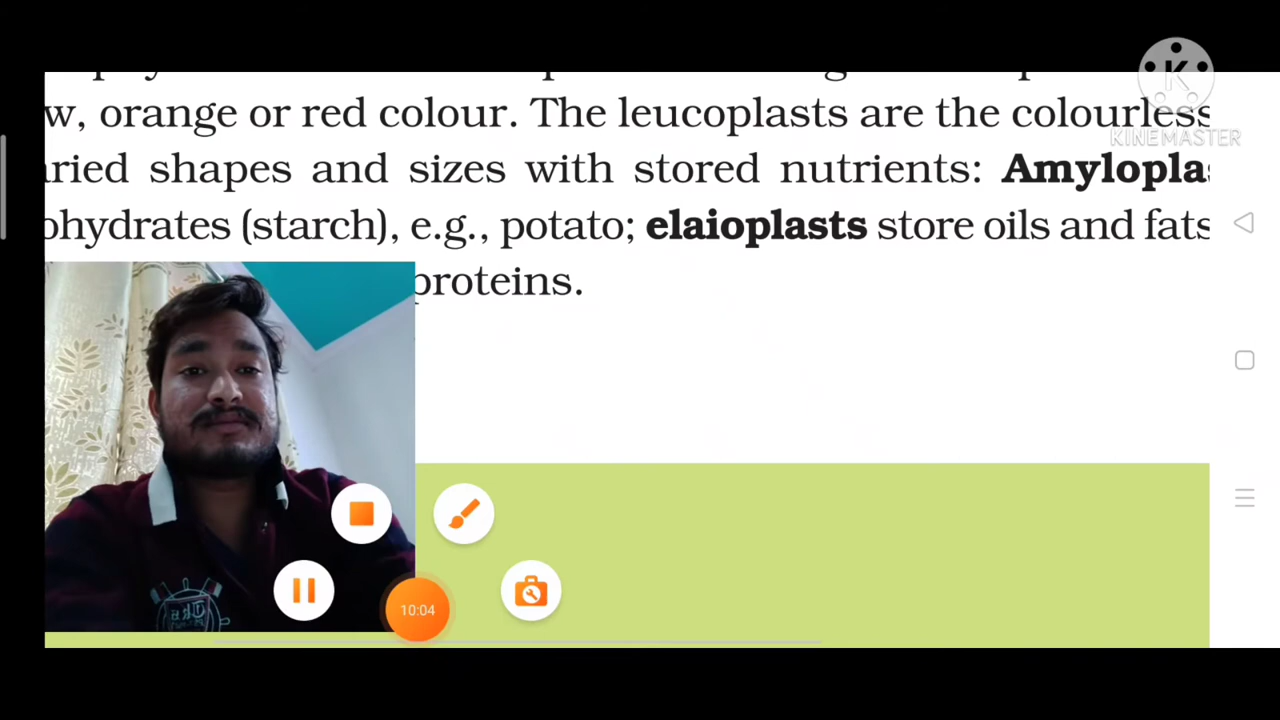 w, orange or red colour. The leucoplasts are the colourless
shapes and sizes with stored nutrients: Amylopla
ohydrates (starch), e.g., potato; elaioplasts store oils and fats
proteins.
K
KINEMASTER
10:04